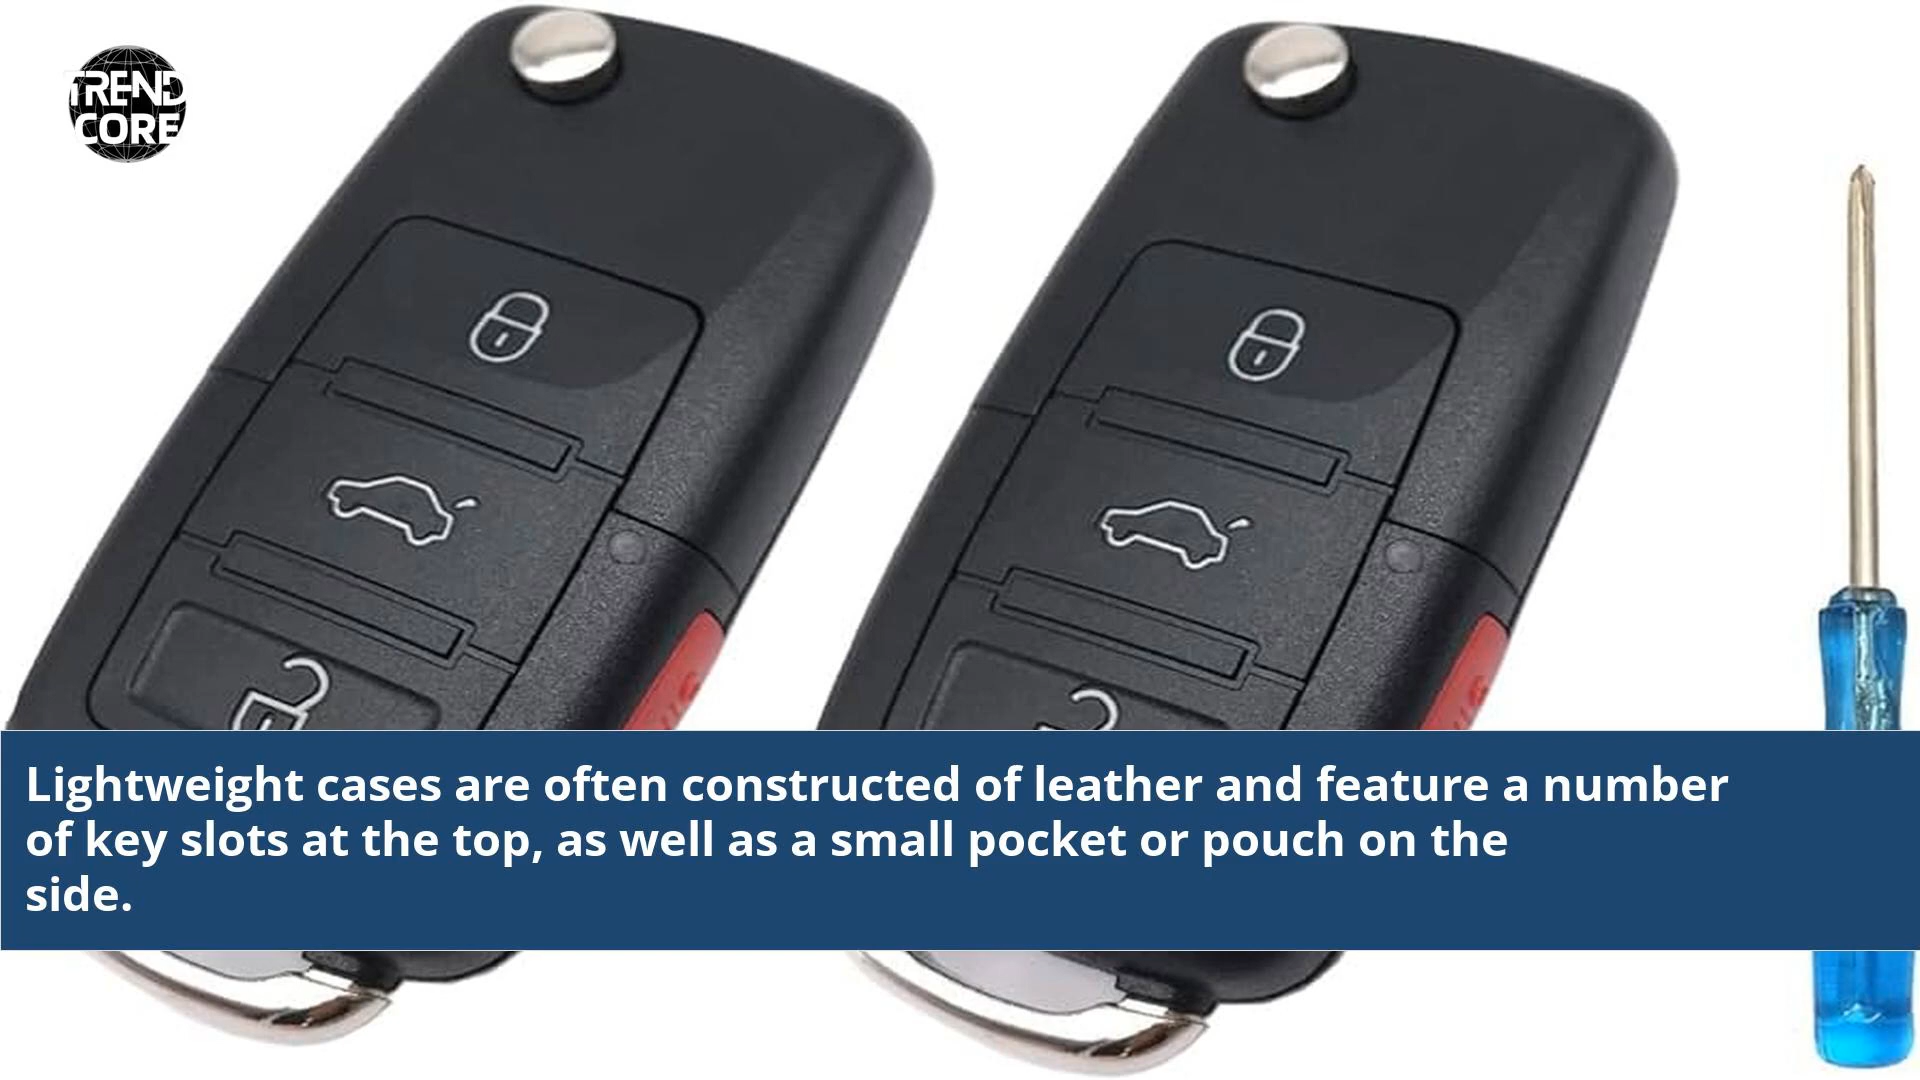 TREND
CORE
Lightweight cases are often constructed of leather and feature a number
of key slots at the top, as well as a small pocket or pouch on the
side.